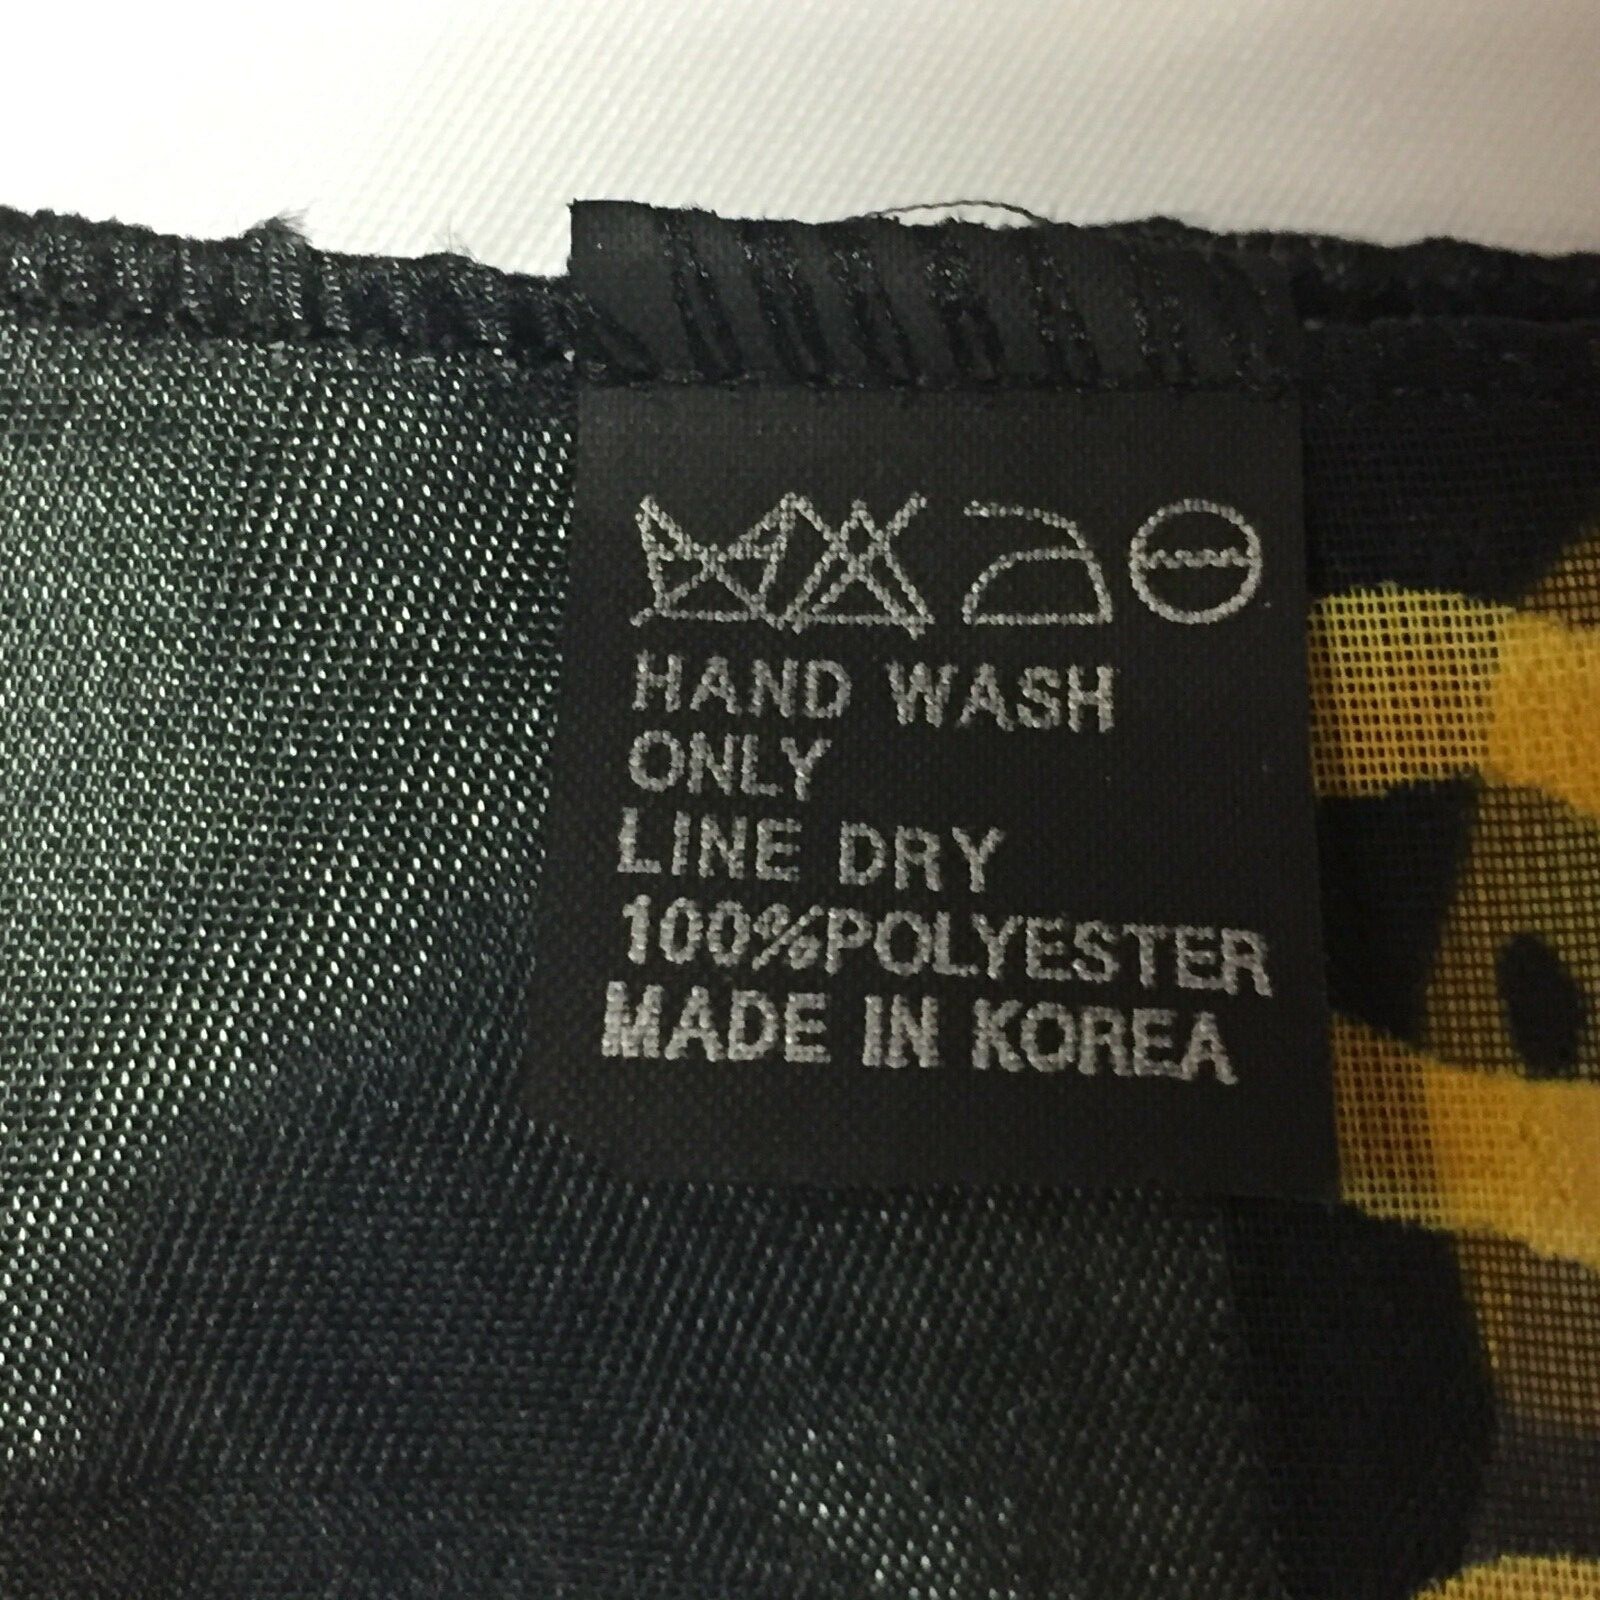 HAND WASH
ONLY
LINE DRY
100%POLYESTER
MADE IN KOREA